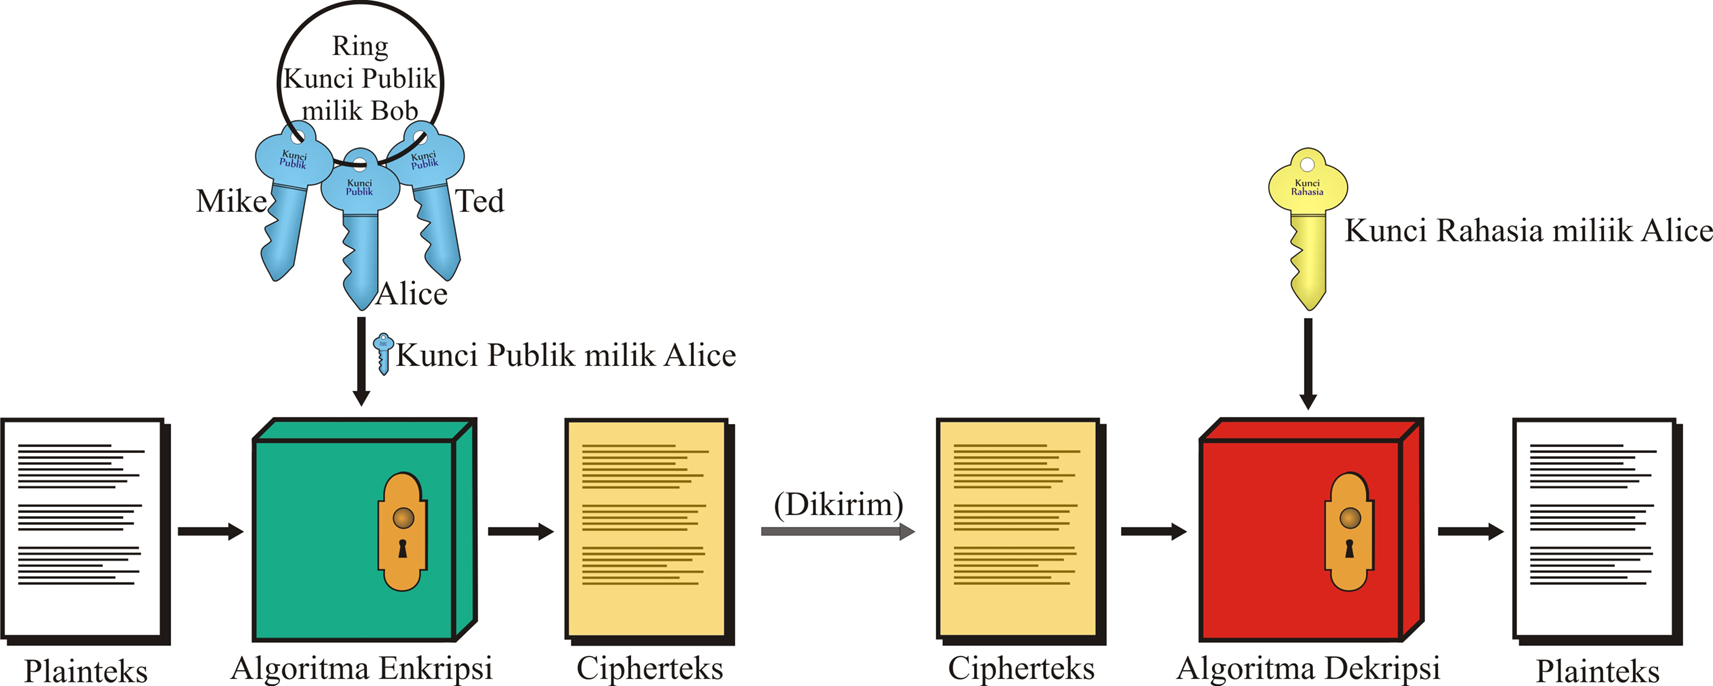 Ring
Kunci Publik
milik Bob
Kunci
Publik
Kunci
Publik
Kunci
Publik
Mike
Ted
Alice
Kunci Publik milik Alice
Kunci
Rahasia
Kunci Rahasia miliik Alice
(Dikirim)
Plainteks
Algoritma Enkripsi
Cipherteks
Cipherteks
Algoritma Dekripsi
Plainteks